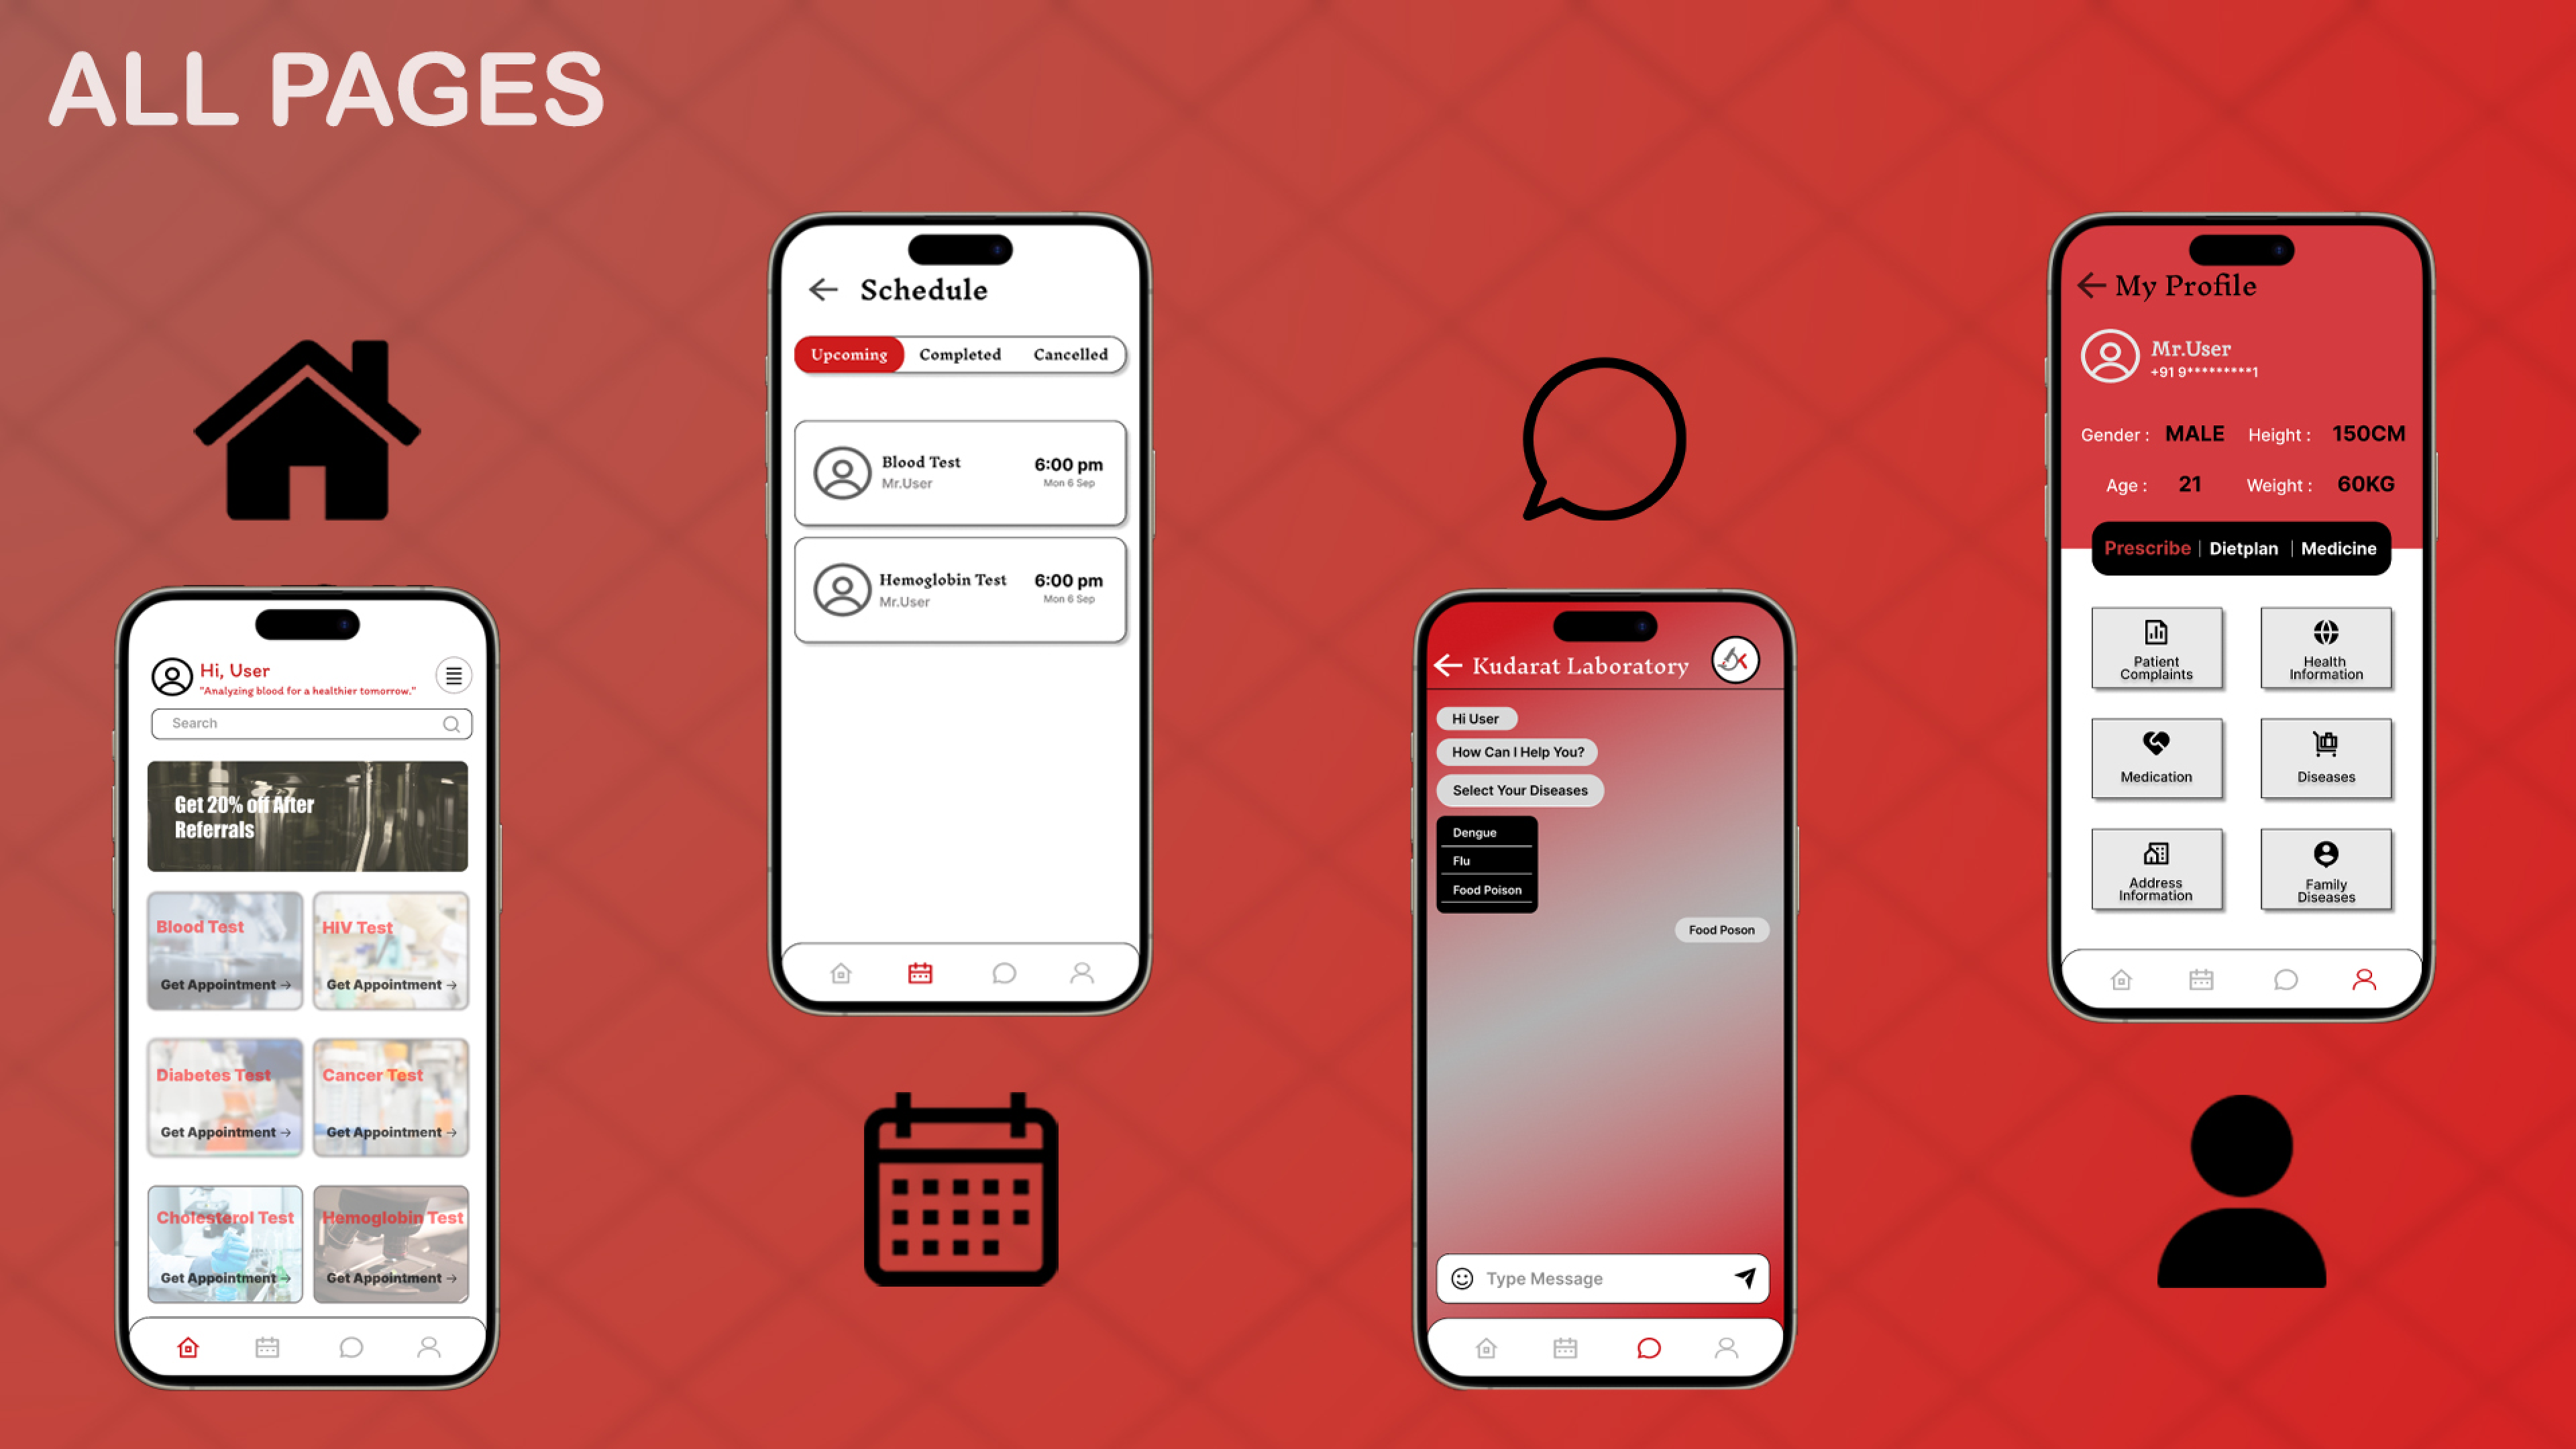 ALL PAGES
Hi, User
"Analyzing blood for a healthier tomorrow."
Search
Get 20% off After
Referrals
Blood Test
Get Appointment →
HIV Test
Get Appointment →
Diabetes Test
Get Appointment →
Cancer Test
Get Appointment →
Cholesterol Test
Get Appointment →
Hemoglobin Test
Get Appointment →
Schedule
Upcoming Completed Cancelled
Blood Test
Mr.User
6:00 pm
Mon 6 Sep
Hemoglobin Test
Mr.User
6:00 pm
Mon 6 Sep
Kudarat Laboratory
Hi User
How Can I Help You?
Select Your Diseases
Dengue
Flu
Food Poison
Food Poson
Type Message
My Profile
Mr.User
+91 9*********1
Gender : MALE Height : 150CM
Age : 21 Weight : 60KG
Prescribe | Dietplan | Medicine
Patient
Complaints
Health
Information
Medication
Diseases
Address
Information
Family
Diseases